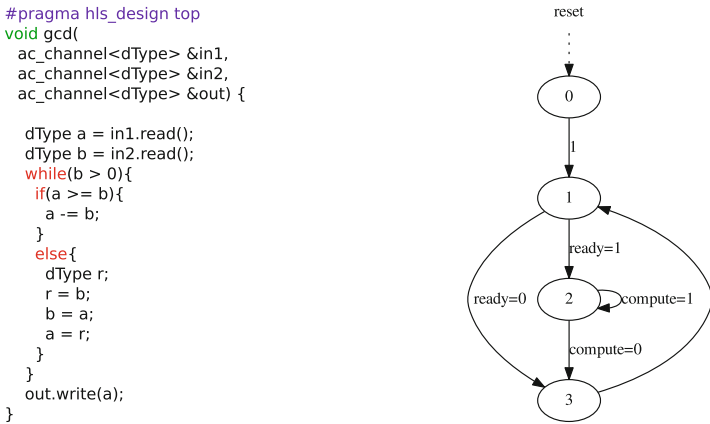 #pragma hls_design top
void gcd(
ac_channel<dType> &in1,
ac_channel<dType> &in2,
ac_channel<dType> &out) {
dType a = in1.read();
dType b = in2.read();
while(b > 0){
if(a >= b){
a -= b;
}
else{
dType r;
r = b;
b = a;
a = r;
}
}
out.write(a);
}
reset
0
1
1
ready=1
ready=0
2
compute=1
compute=0
3